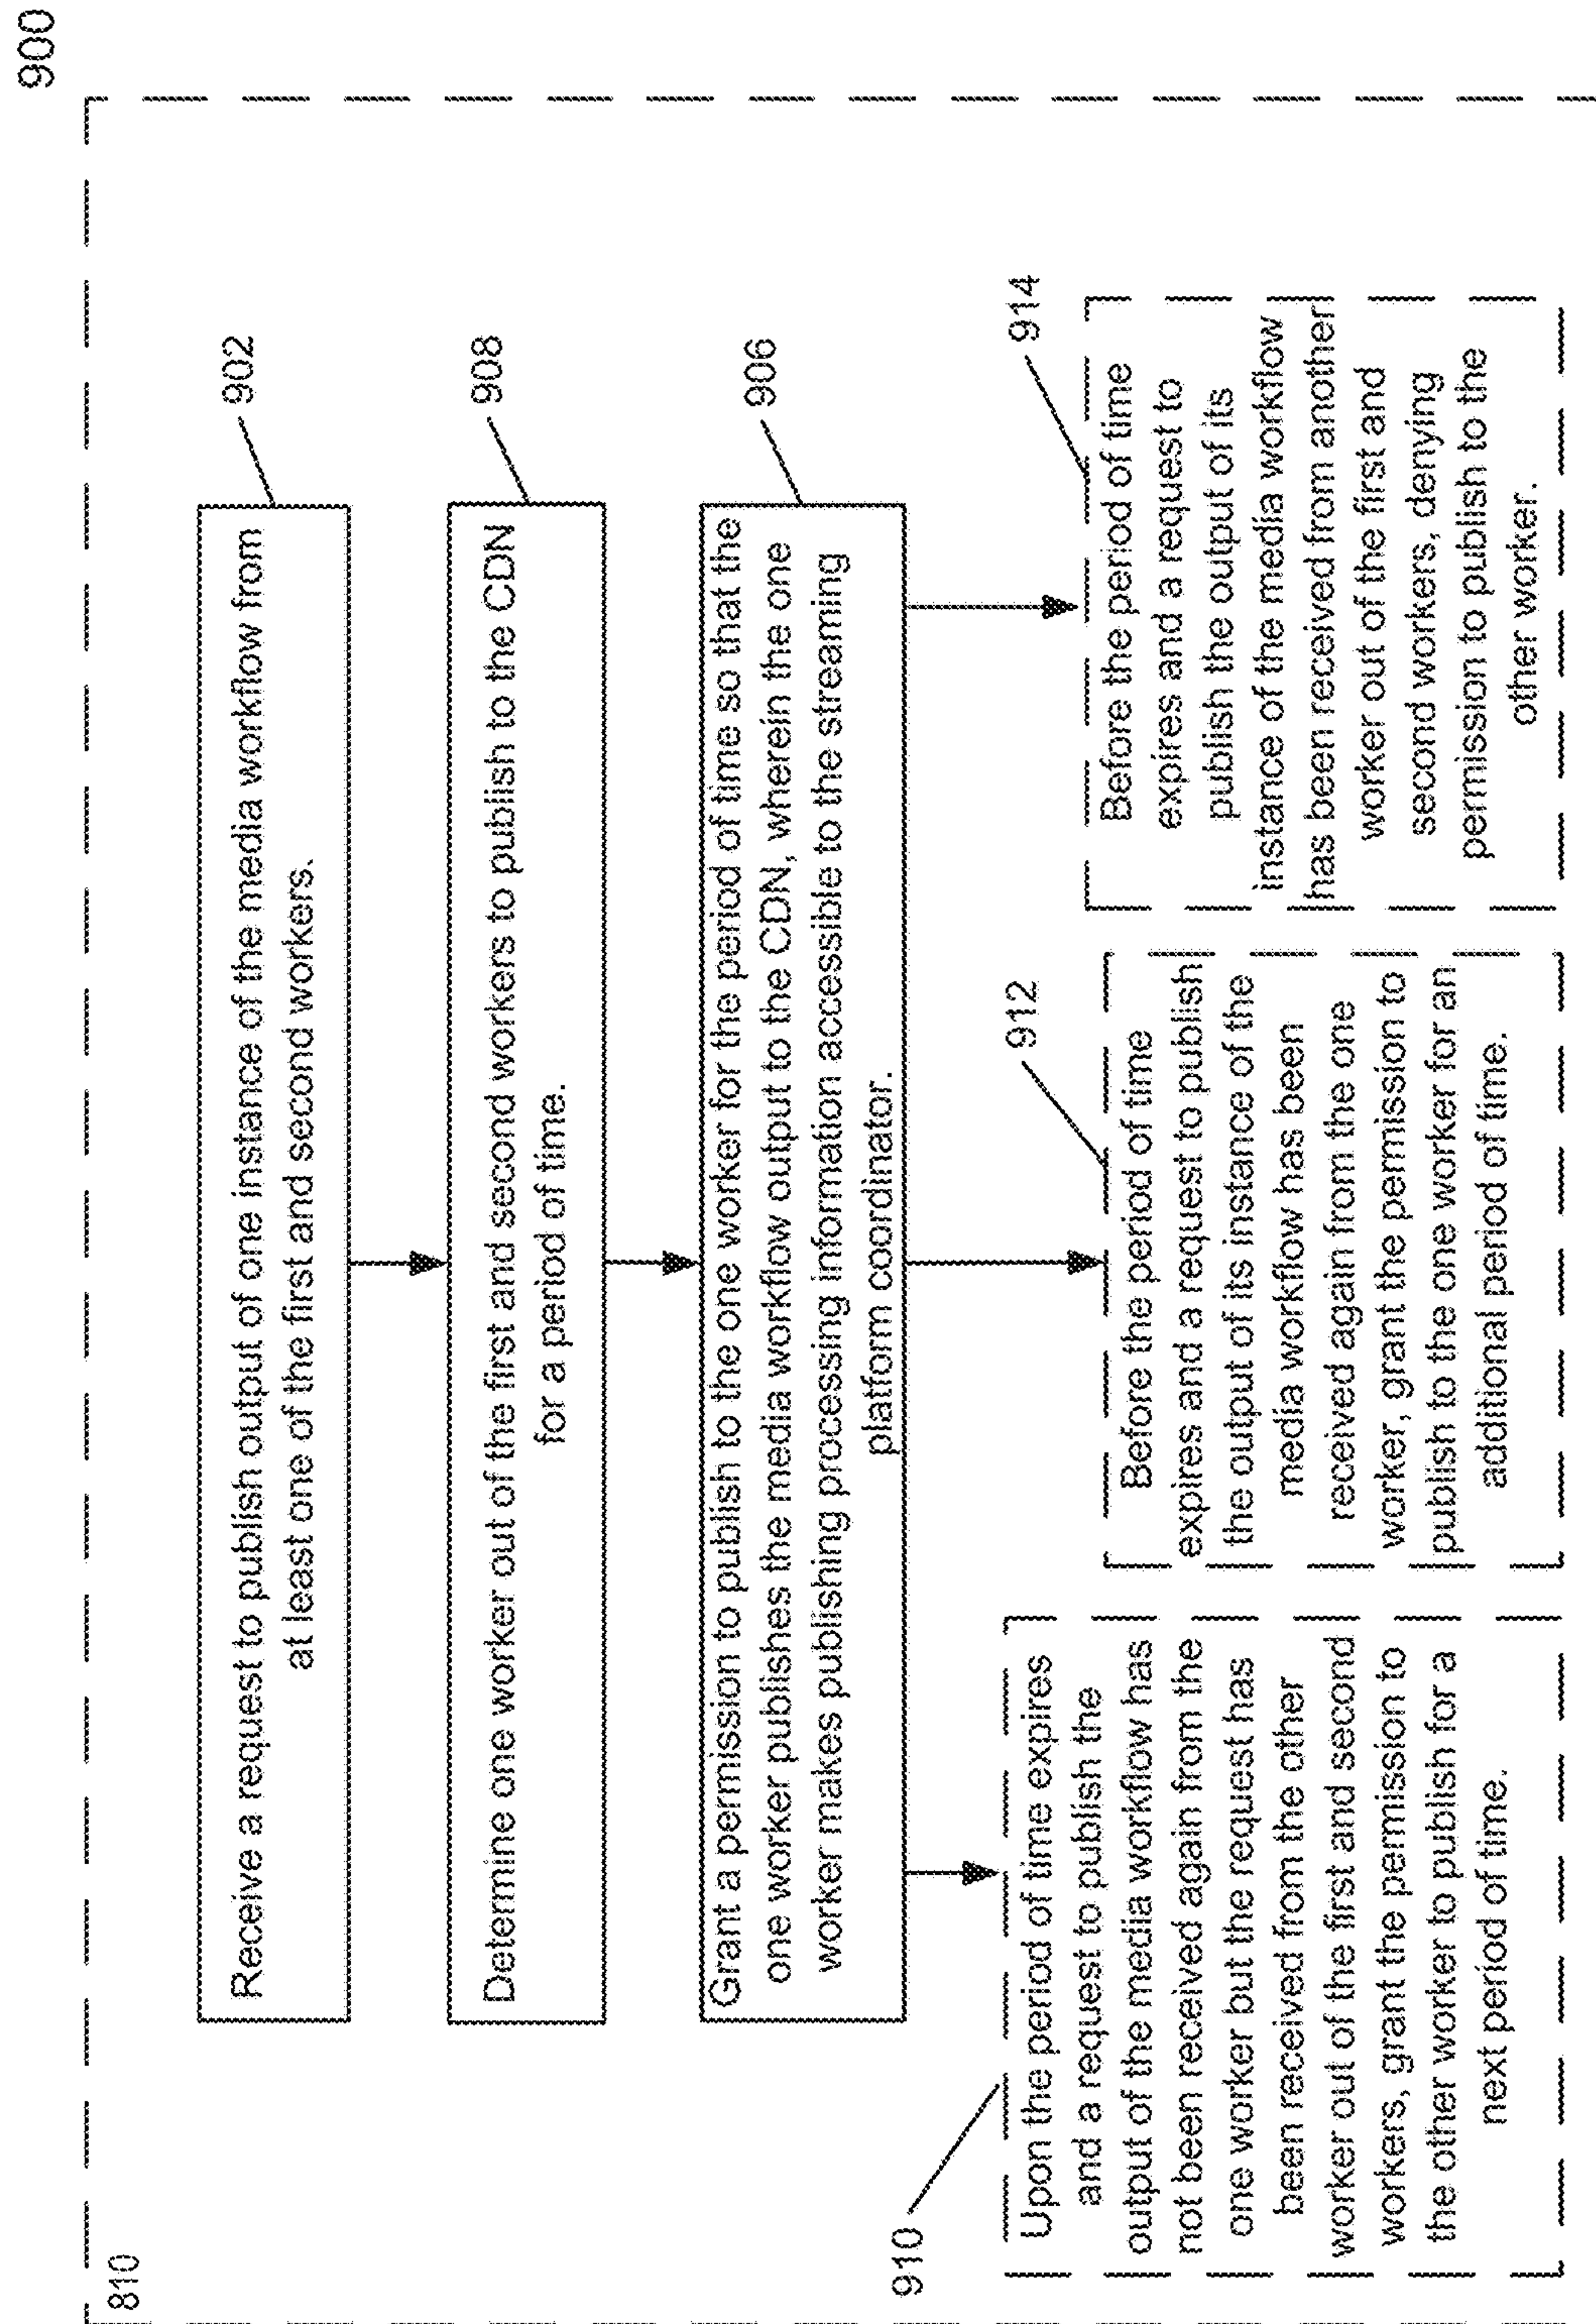 900
810
Receive a request to publish output of one instance of the media workflow from
at least one of the first and second workers.
902
Determine one worker out of the first and second workers to publish to the CDN
for a period of time.
908
Grant a permission to publish to the one worker for the period of time so that the
one worker publishes the media workflow output to the CDN, wherein the one
worker makes publishing processing information accessible to the streaming
platform coordinator.
906
910
Upon the period of time expires
and a request to publish the
output of the media workflow has
not been received again from the
one worker but the request has
been received from the other
worker out of the first and second
workers, grant the permission to
the other worker to publish for a
next period of time.
912
Before the period of time
expires and a request to publish
the output of its instance of the
media workflow has been
received again from the one
worker, grant the permission to
publish to the one worker for an
additional period of time.
914
Before the period of time
expires and a request to
publish the output of its
instance of the media workflow
has been received from another
worker out of the first and
second workers, denying
permission to publish to the
other worker.